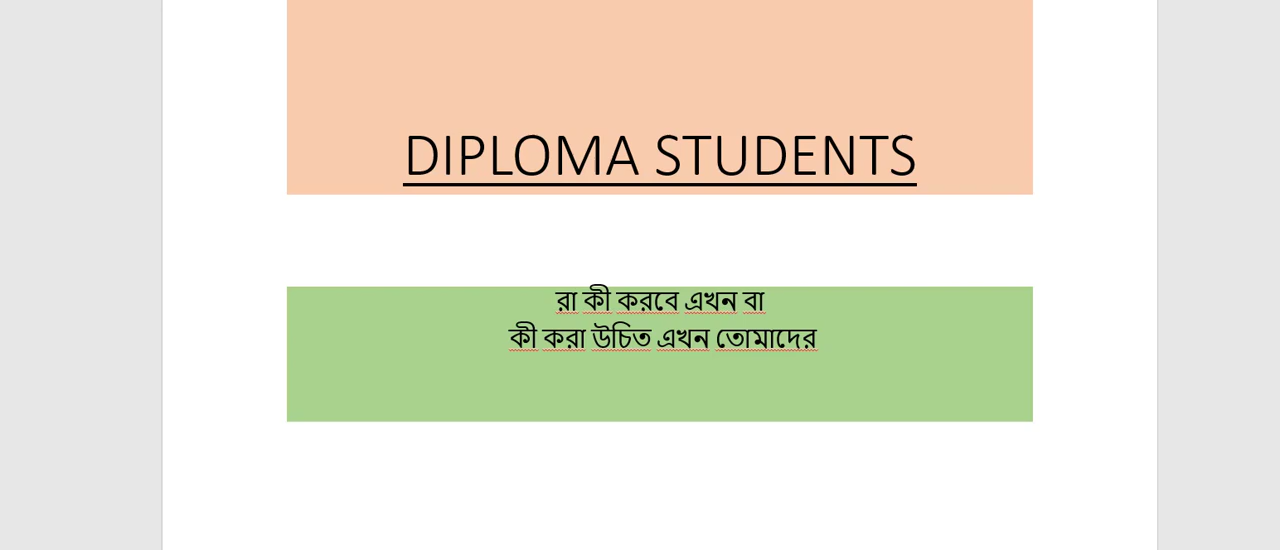 DIPLOMA STUDENTS
রা কী করবে এখন বা
কী করা উচিত এখন তোমাদের